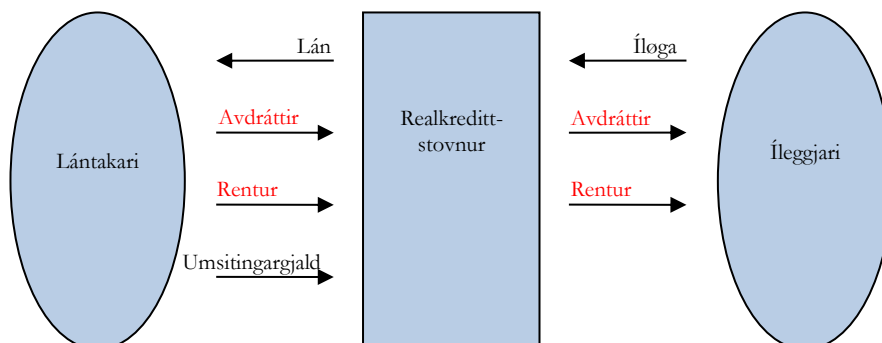 Lán
Íløga
Avdráttir
Realkreditt-
stovnur
Avdráttir
Lántakari
Íleggjari
Rentur
Rentur
Umsitingargjald